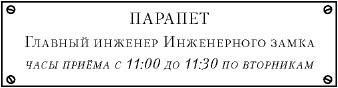 ПАРАПЕТ
Главный инженер Инженерного замка
часы приёма с 11:00 до 11:30 по вторникам